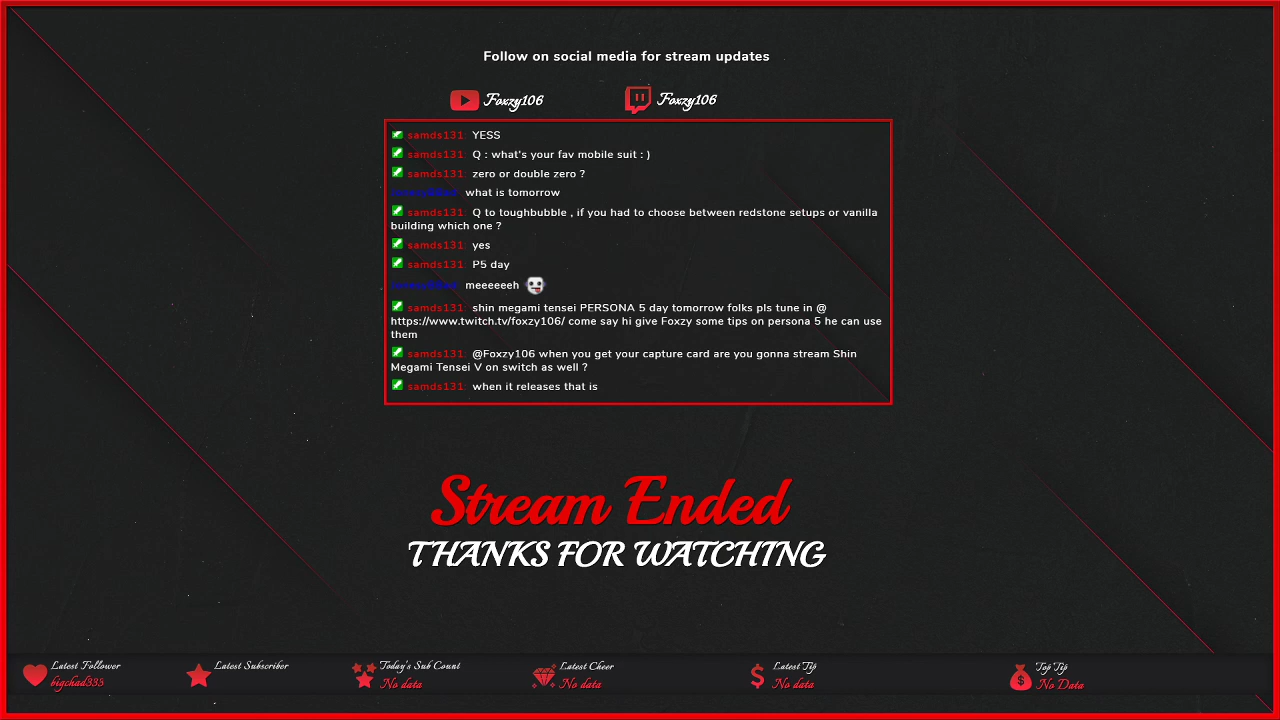 Follow on social media for stream updates
Foxzy106 Foxzy106
samds131: YESS
samds131: Q : what's your fav mobile suit : )
samds131: zero or double zero ?
what is tomorrow
samds131: Q to toughbubble , if you had to choose between redstone setups or vanilla
building which one ?
samds131: yes
samds131: P5 day
meeeeeeh
samds131: shin megami tensei PERSONA 5 day tomorrow folks pls tune in @
https://www.twitch.tv/foxzy106/ come say hi give Foxzy some tips on persona 5 he can use
them
samds131: @Foxzy106 when you get your capture card are you gonna stream Shin
Megami Tensei V on switch as well ?
samds131: when it releases that is
Stream Ended
THANKS FOR WATCHING
Latest Follower Latest Subscriber Today's Sub Count Latest Cheer Latest Tip Top Tip
bigchad335 No data No data No data No Data